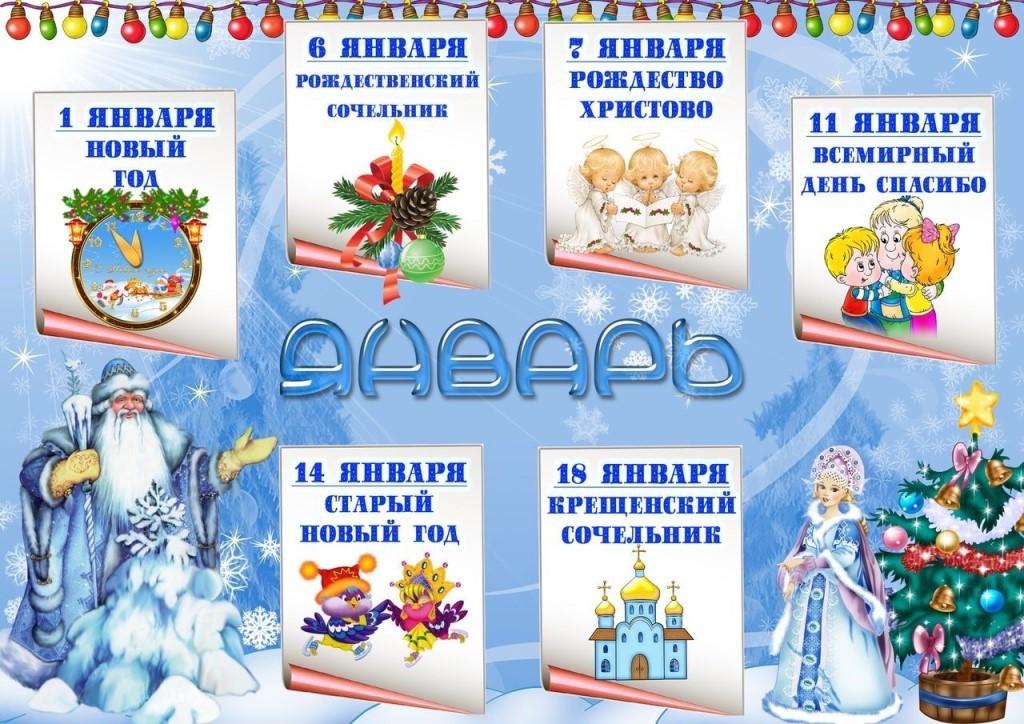 1 ЯНВАРЯ
НОВЫЙ
ГОД
6 ЯНВАРЯ
РОЖДЕСТВЕНСКИЙ
СОЧЕЛЬНИК
7 ЯНВАРЯ
РОЖДЕСТВО
ХРИСТОВО
11 ЯНВАРЯ
ВСЕМИРНЫЙ
ДЕНЬ СПАСИБО
ЯНВАРЬ
14 ЯНВАРЯ
СТАРЫЙ
НОВЫЙ ГОД
18 ЯНВАРЯ
КРЕЩЕНСКИЙ
СОЧЕЛЬНИК